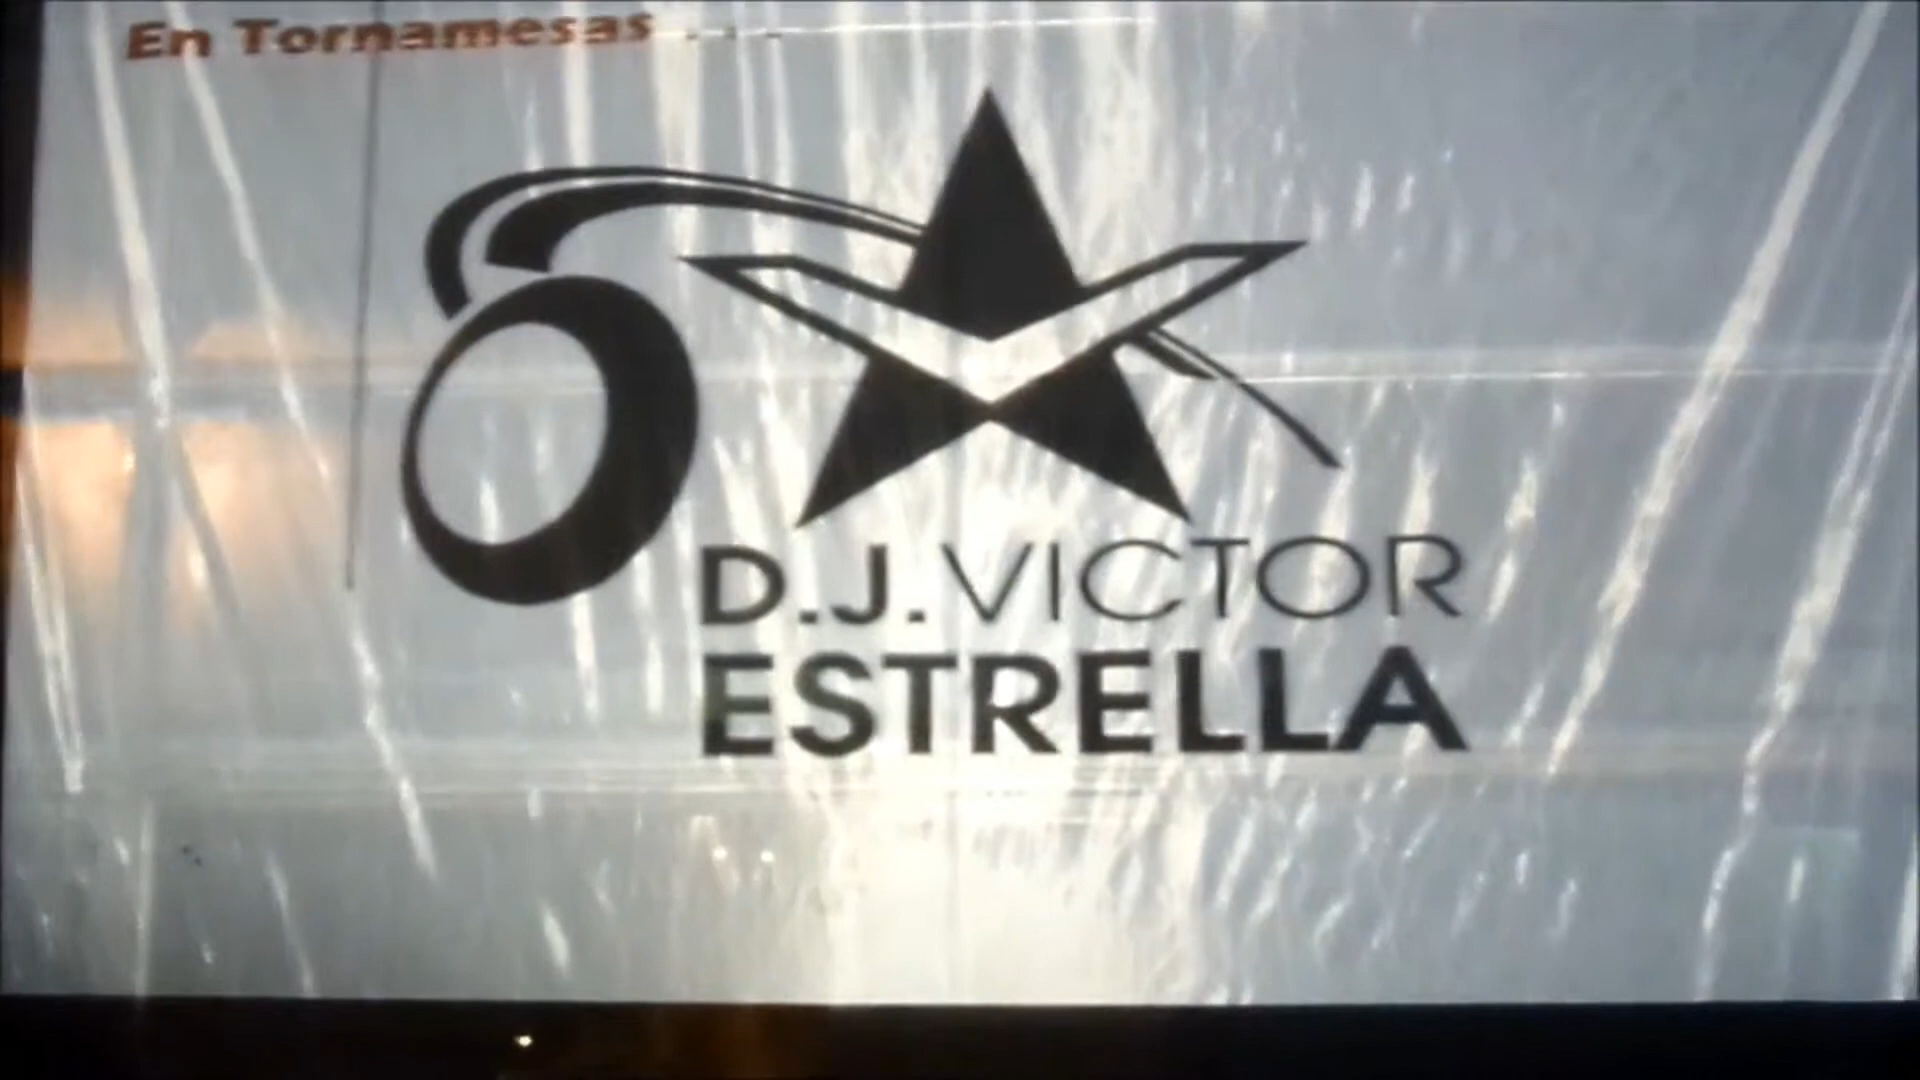 En Tornamesas . . .
D.J. VICTOR
ESTRELLA